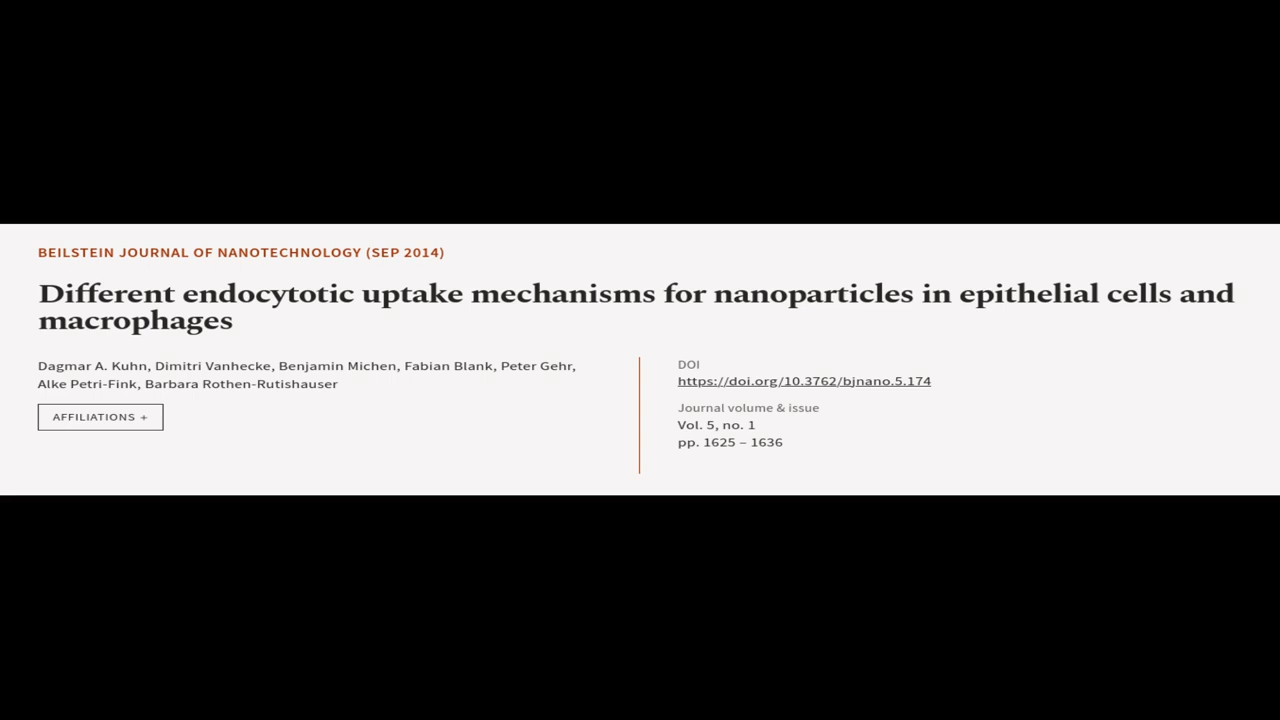 BEILSTEIN JOURNAL OF NANOTECHNOLOGY (SEP 2014)
Different endocytotic uptake mechanisms for nanoparticles in epithelial cells and
macrophages
Dagmar A. Kuhn, Dimitri Vanhecke, Benjamin Michen, Fabian Blank, Peter Gehr,
Alke Petri-Fink, Barbara Rothen-Rutishauser
AFFILIATIONS +
DOI
https://doi.org/10.3762/bjnano.5.174
Journal volume & issue
Vol. 5, no. 1
pp. 1625 – 1636